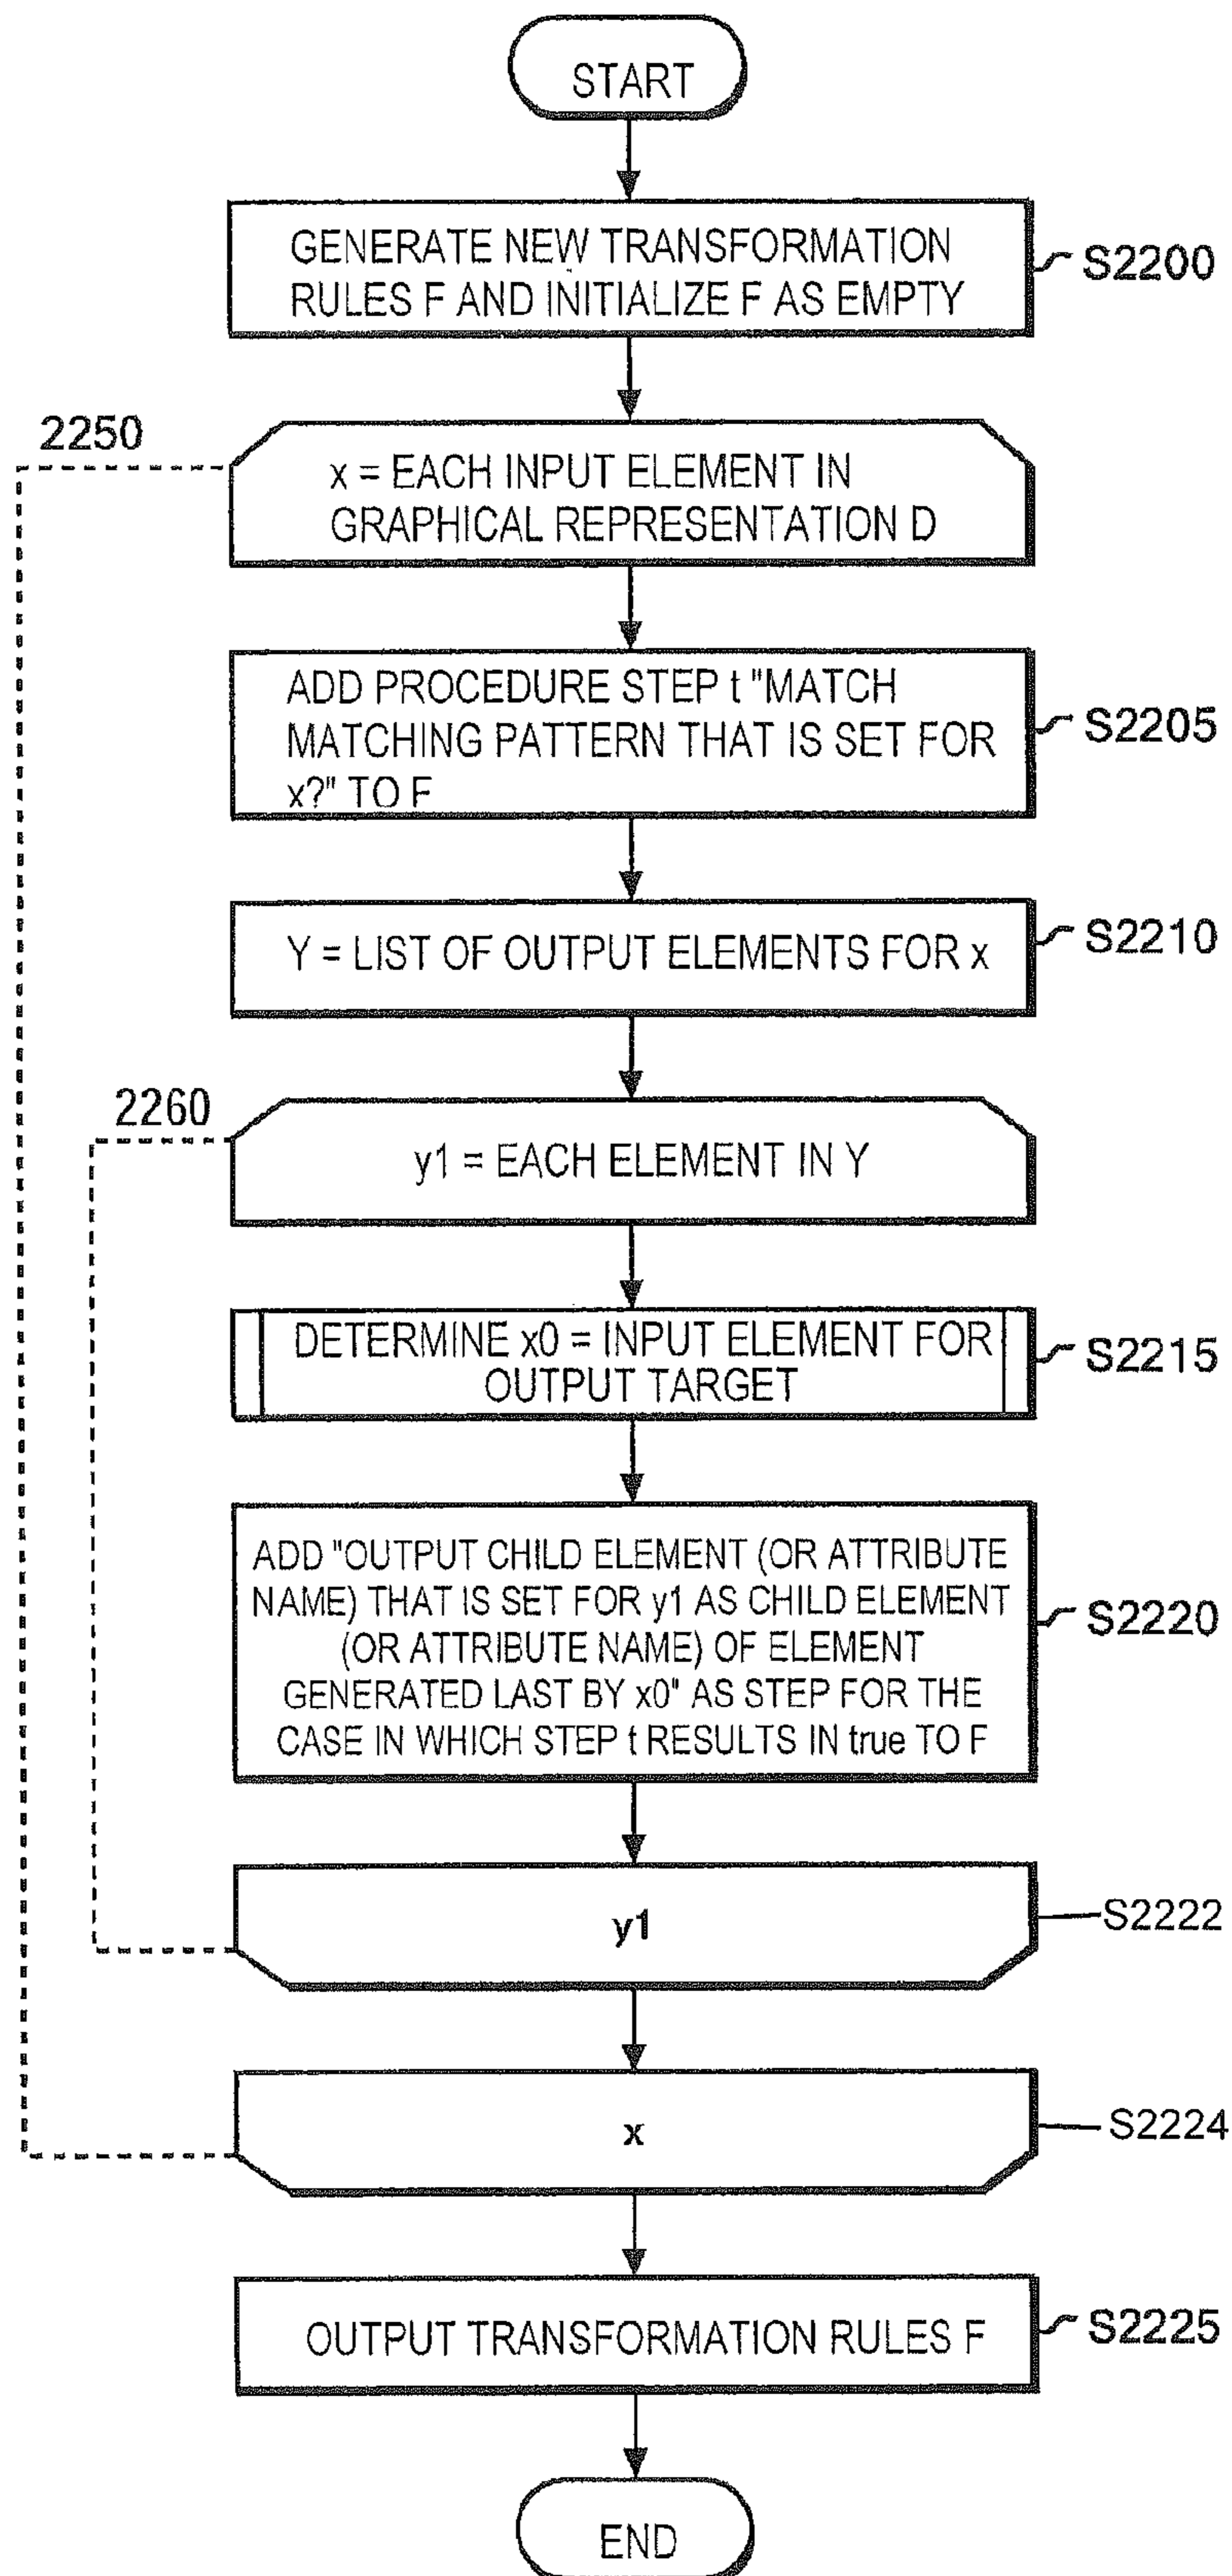 START
GENERATE NEW TRANSFORMATION
RULES F AND INITIALIZE F AS EMPTY
S2200
2250
x = EACH INPUT ELEMENT IN
GRAPHICAL REPRESENTATION D
ADD PROCEDURE STEP t "MATCH
MATCHING PATTERN THAT IS SET FOR
x?" TO F
S2205
Y = LIST OF OUTPUT ELEMENTS FOR x
S2210
2260
y1 = EACH ELEMENT IN Y
DETERMINE x0 = INPUT ELEMENT FOR
OUTPUT TARGET
S2215
ADD "OUTPUT CHILD ELEMENT (OR ATTRIBUTE
NAME) THAT IS SET FOR y1 AS CHILD ELEMENT
(OR ATTRIBUTE NAME) OF ELEMENT
GENERATED LAST BY x0" AS STEP FOR THE
CASE IN WHICH STEP t RESULTS IN true TO F
S2220
y1
S2222
x
S2224
OUTPUT TRANSFORMATION RULES F
S2225
END